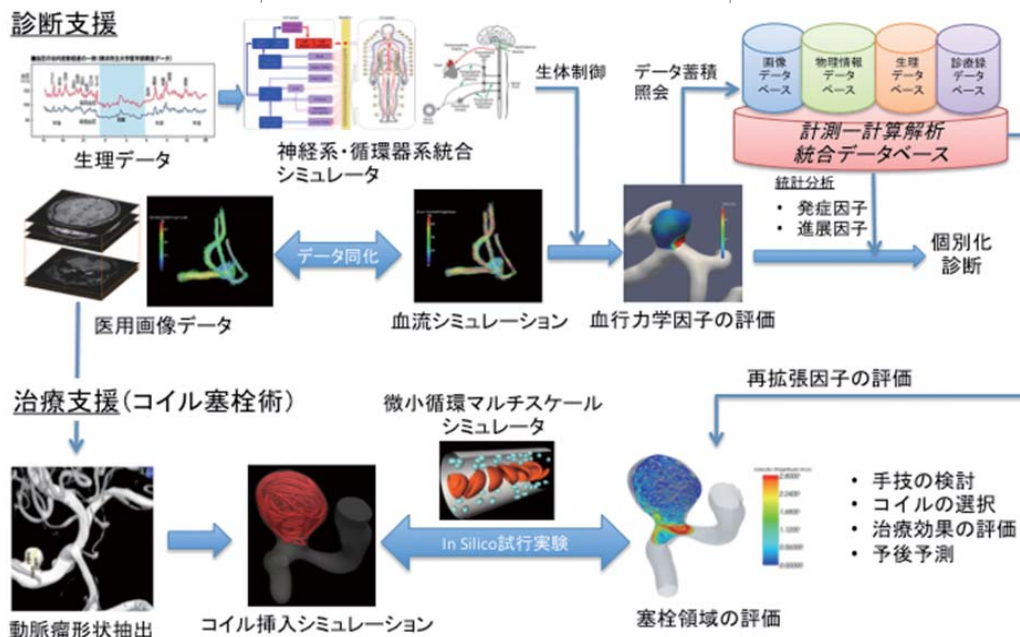 診断支援
生理データ
神経系・循環器系統合
シミュレータ
生体制御
データ蓄積
照会
画像
データ
ベース
物理情報
データ
ベース
生理
データ
ベース
診療録
データ
ベース
計測ー計算解析
統合データベース
統計分析
• 発症因子
• 進展因子
個別化
診断
データ同化
医用画像データ
血流シミュレーション
血行力学因子の評価
治療支援(コイル塞栓術)
微小循環マルチスケール
シミュレータ
再拡張因子の評価
In Silico試行実験
• 手技の検討
• コイルの選択
• 治療効果の評価
• 予後予測
動脈瘤形状抽出
コイル挿入シミュレーション
塞栓領域の評価